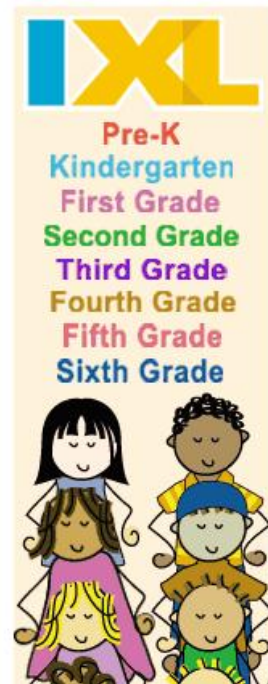 IXL
Pre-K
Kindergarten
First Grade
Second Grade
Third Grade
Fourth Grade
Fifth Grade
Sixth Grade